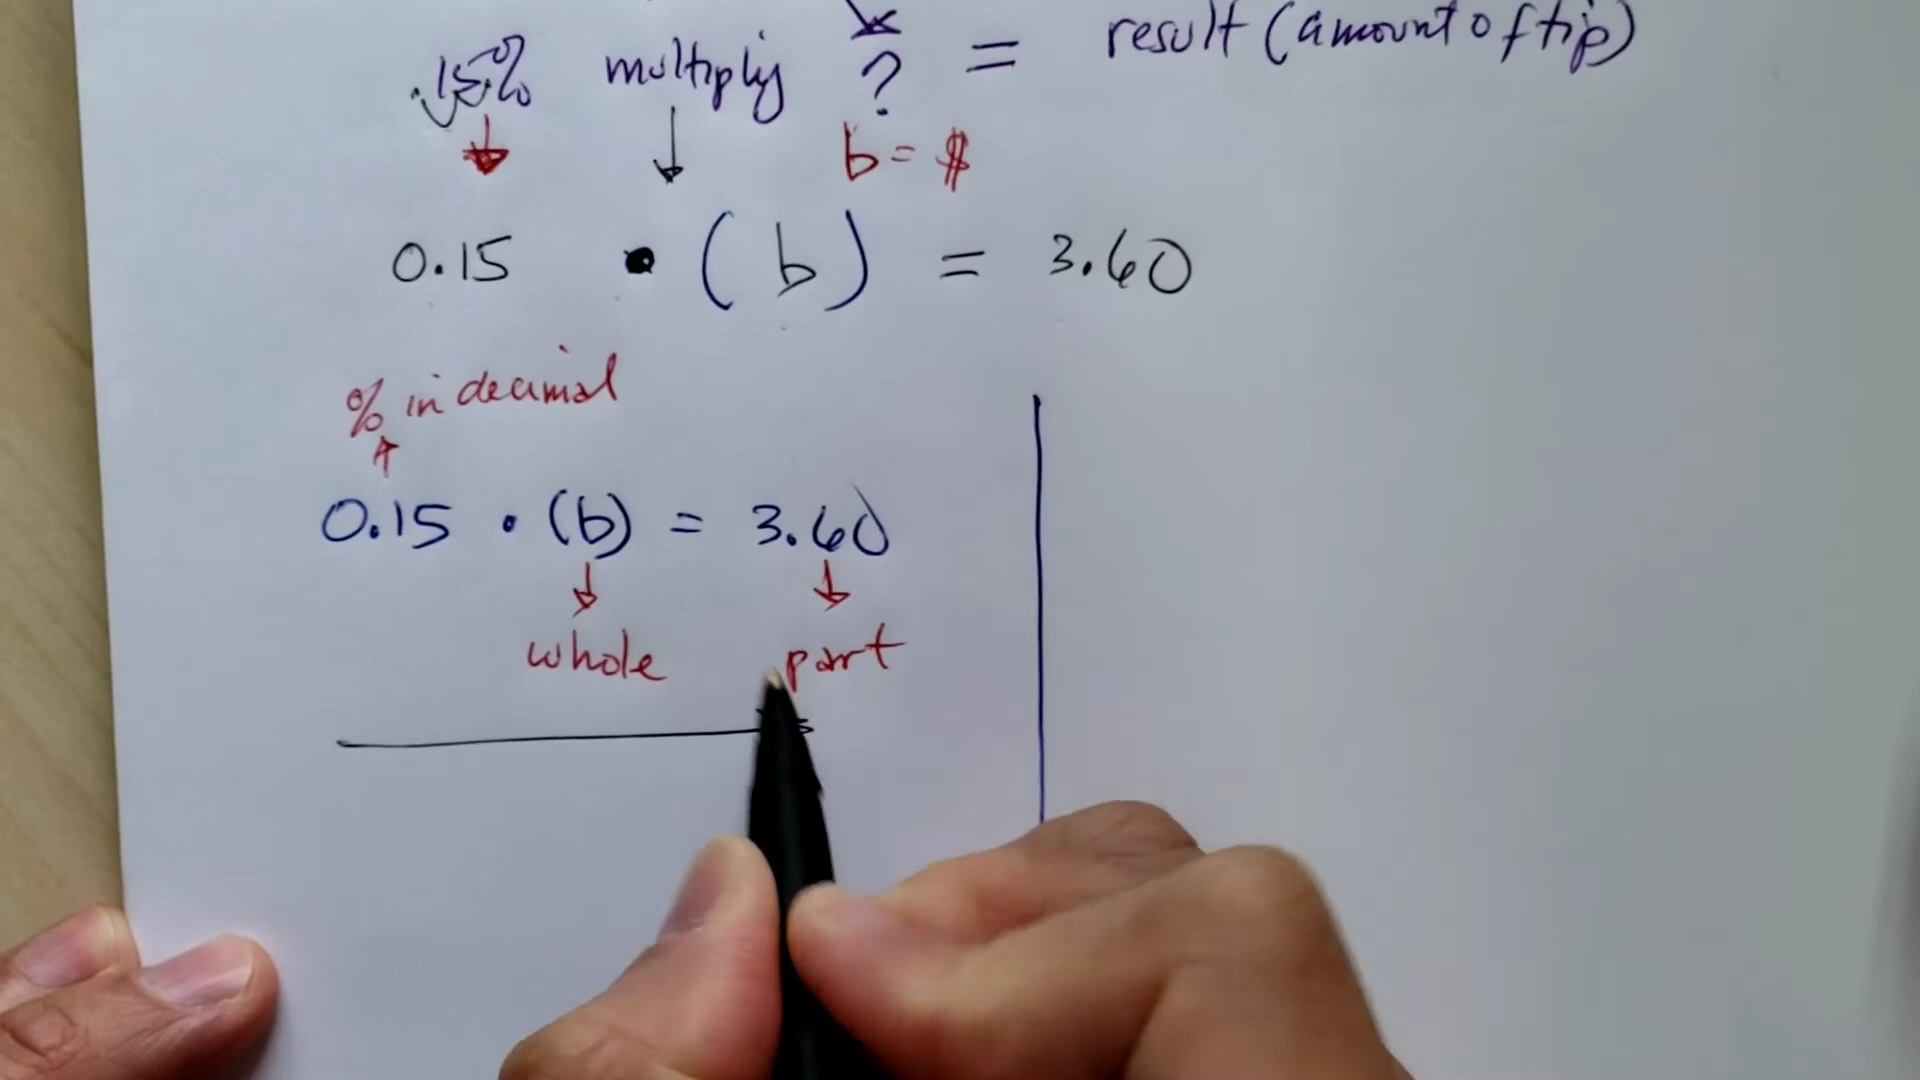 .15.% multiply ? = result (amount of tip)
b = $
0.15 • (b) = 3.60
% in decimal
0.15 • (b) = 3.60
whole part